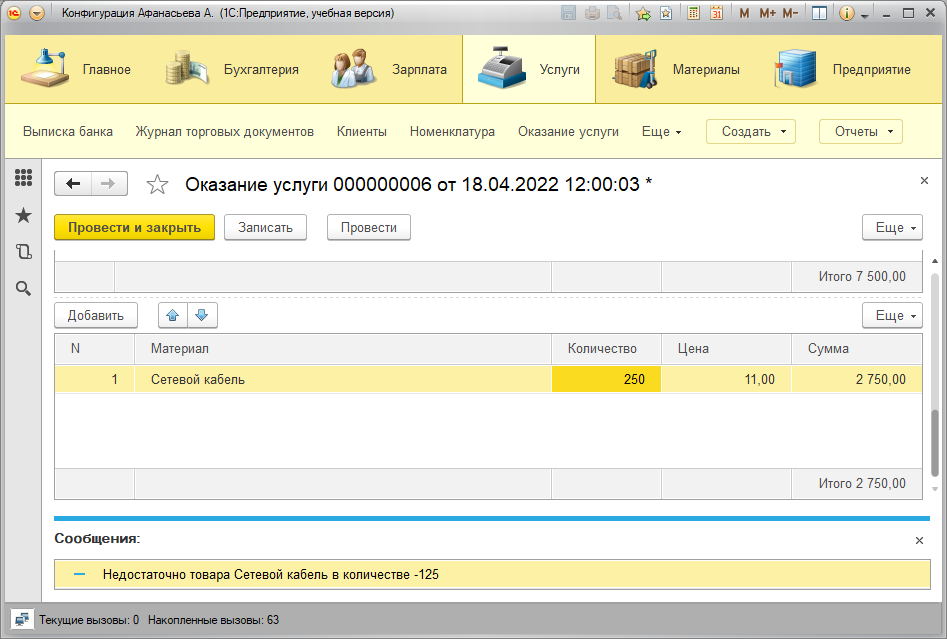 Конфигурация Афанасьева А. (1С:Предприятие, учебная версия) 31 M M+ M-
Главное Бухгалтерия Зарплата Услуги Материалы Предприятие
Выписка банка Журнал торговых документов Клиенты Номенклатура Оказание услуги Еще Создать Отчеты
Оказание услуги 000000006 от 18.04.2022 12:00:03 *
Провести и закрыть Записать Провести Еще
Итого 7 500,00
Добавить Еще
N Материал Количество Цена Сумма
1 Сетевой кабель 250 11,00 2 750,00
Итого 2 750,00
Сообщения:
Недостаточно товара Сетевой кабель в количестве -125
Текущие вызовы: 0 Накопленные вызовы: 63